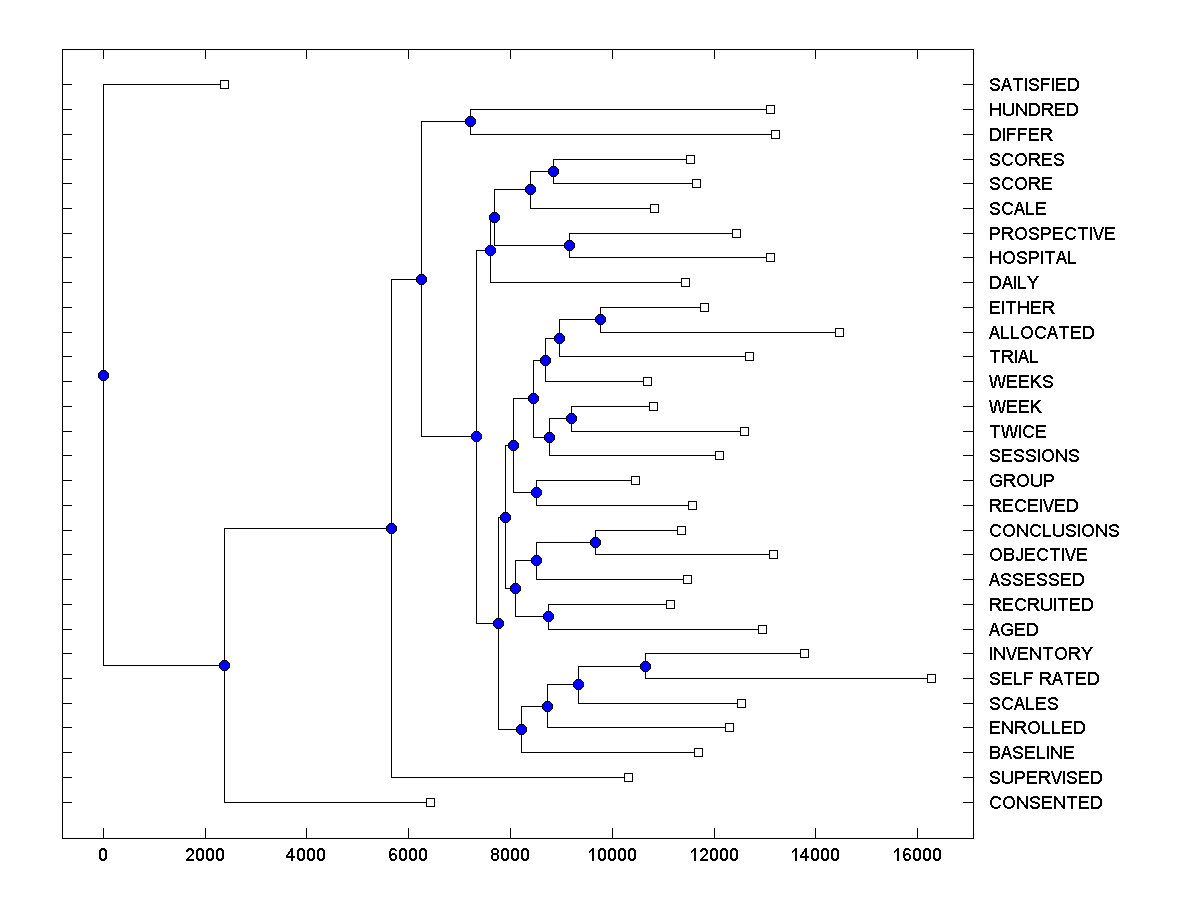 SATISFIED
HUNDRED
DIFFER
SCORES
SCORE
SCALE
PROSPECTIVE
HOSPITAL
DAILY
EITHER
ALLOCATED
TRIAL
WEEKS
WEEK
TWICE
SESSIONS
GROUP
RECEIVED
CONCLUSIONS
OBJECTIVE
ASSESSED
RECRUITED
AGED
INVENTORY
SELF RATED
SCALES
ENROLLED
BASELINE
SUPERVISED
CONSENTED
0 2000 4000 6000 8000 10000 12000 14000 16000